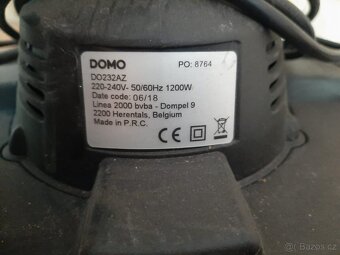 DOMO PO: 8764
DO232AZ
220-240V- 50/60Hz 1200W
Date code: 06/18
Linea 2000 bvba - Dompel 9
2200 Herentals, Belgium
Made in P.R.C.
CE
Bazos.cz